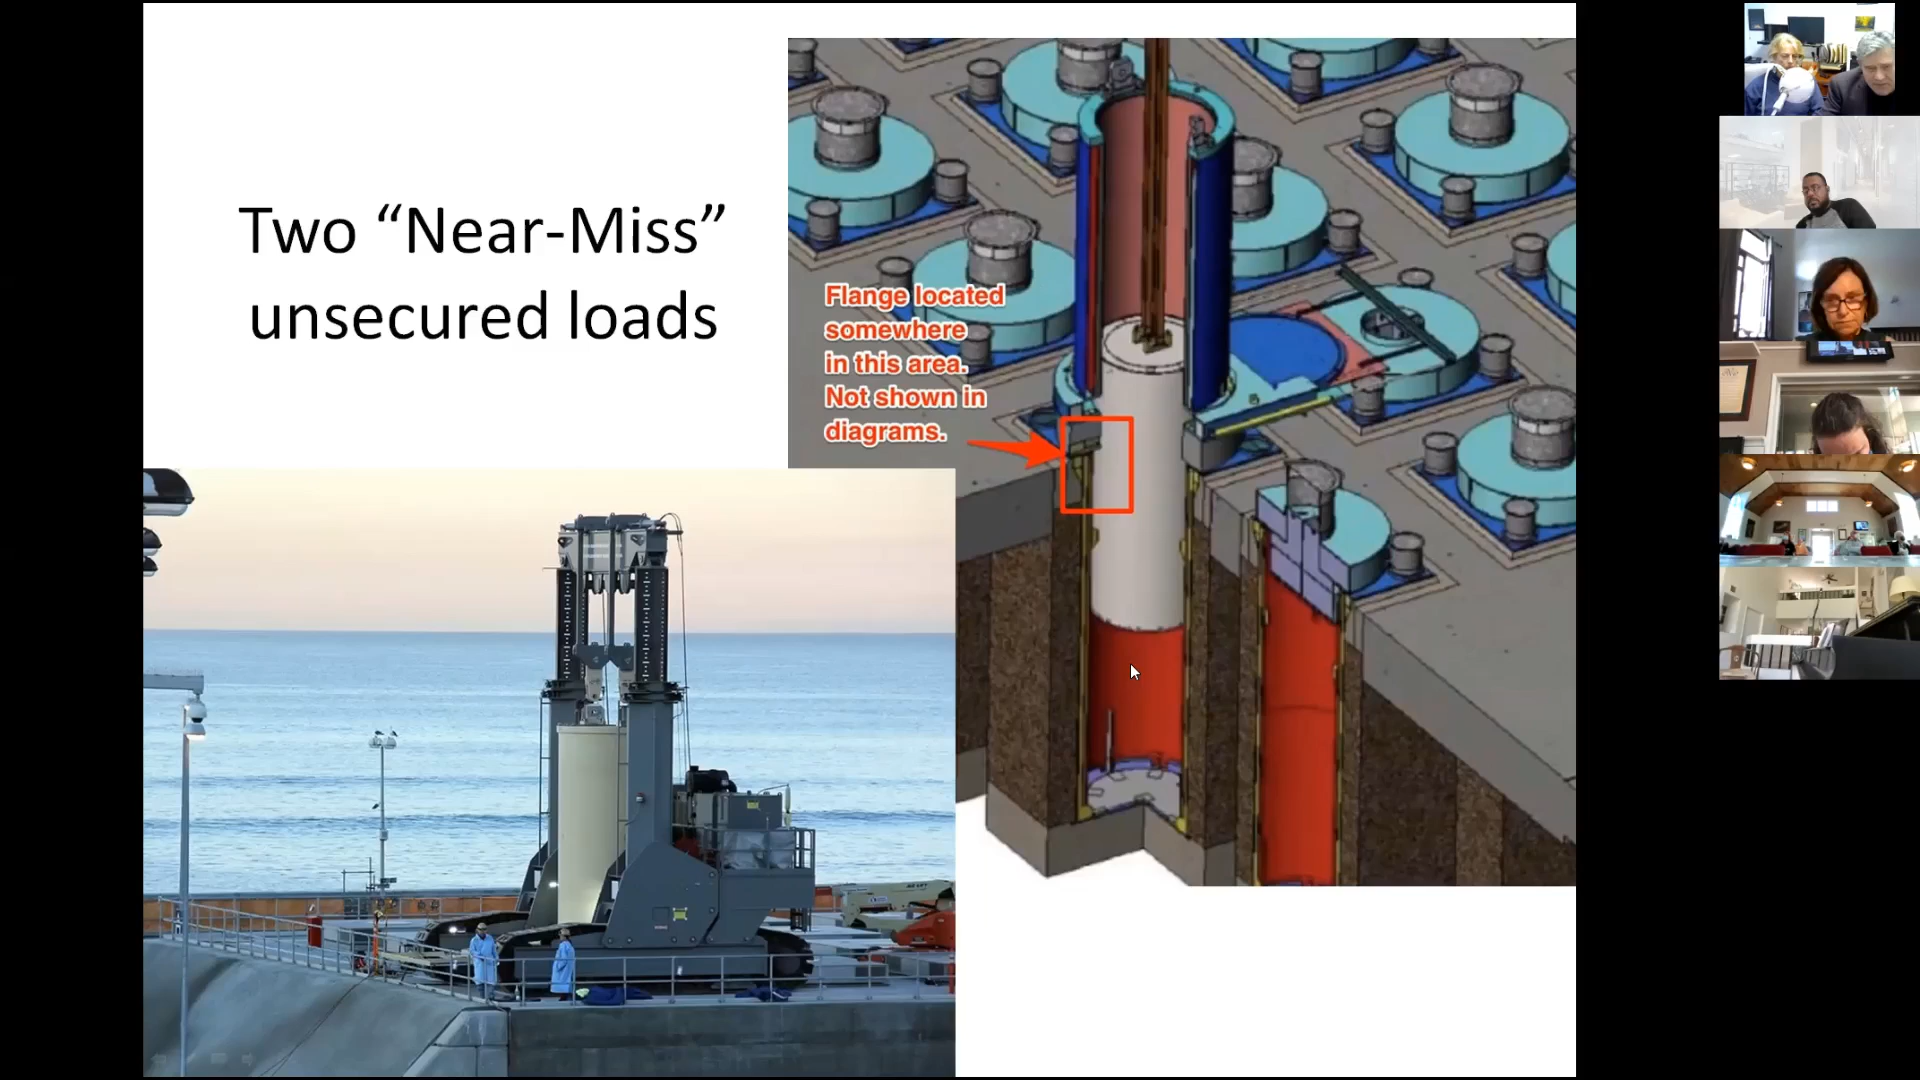 Two “Near-Miss”
unsecured loads
Flange located
somewhere
in this area.
Not shown in
diagrams.